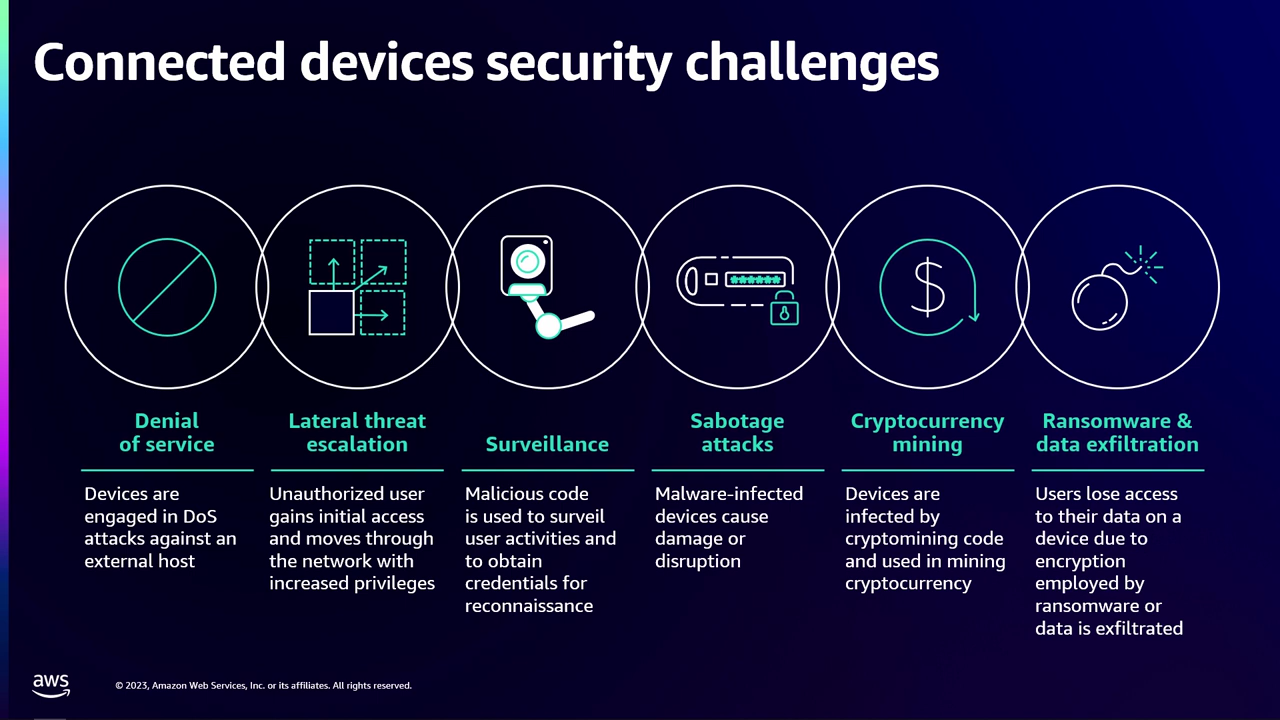 Connected devices security challenges
Denial
of service
Devices are
engaged in DoS
attacks against an
external host
Lateral threat
escalation
Unauthorized user
gains initial access
and moves through
the network with
increased privileges
Surveillance
Malicious code
is used to surveil
user activities and
to obtain
credentials for
reconnaissance
******
Sabotage
attacks
Malware-infected
devices cause
damage or
disruption
$
Cryptocurrency
mining
Devices are
infected by
cryptomining code
and used in mining
cryptocurrency
Ransomware &
data exfiltration
Users lose access
to their data on a
device due to
encryption
employed by
ransomware or
data is exfiltrated
aws
© 2023, Amazon Web Services, Inc. or its affiliates. All rights reserved.